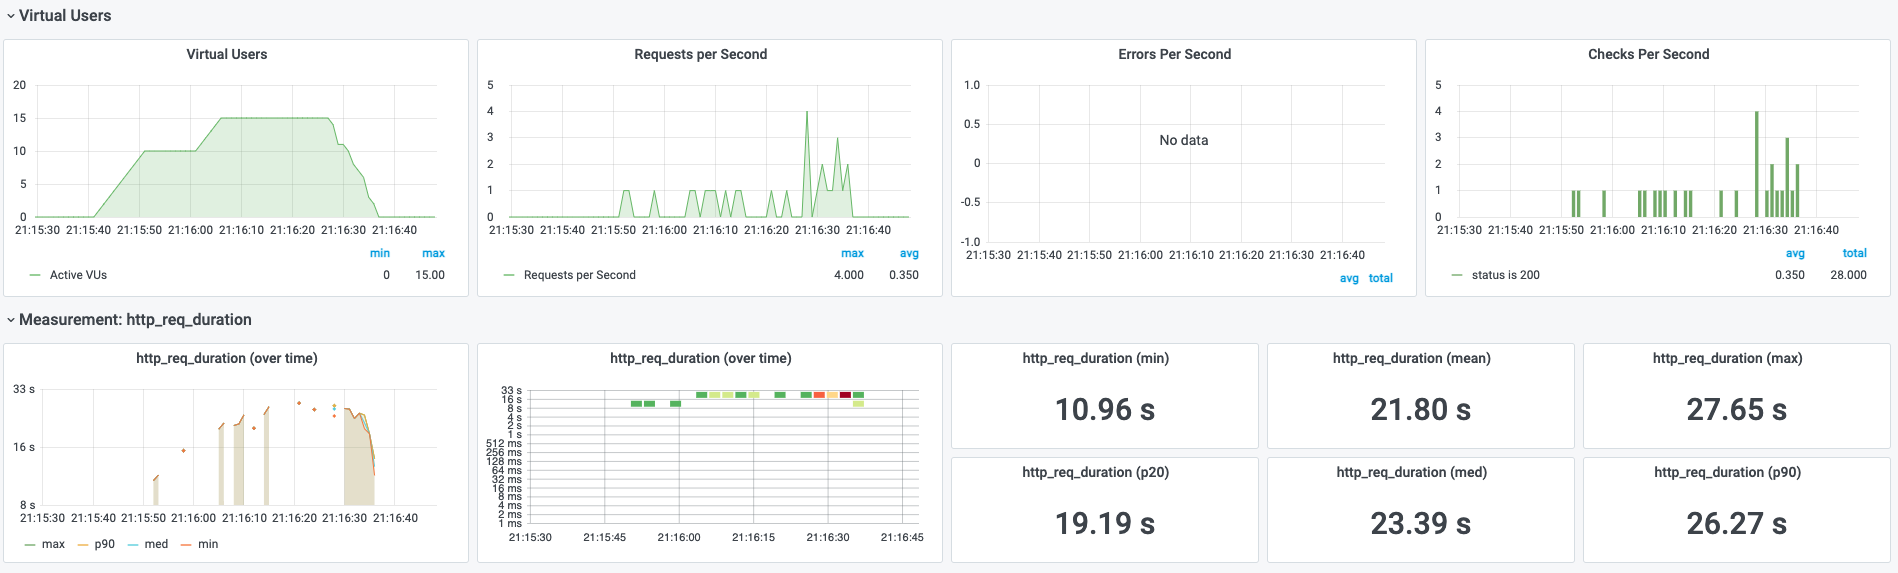 Virtual Users
Virtual Users
20
15
10
5
0
21:15:30 21:15:40 21:15:50 21:16:00 21:16:10 21:16:20 21:16:30 21:16:40
min max
Active VUs 0 15.00
Requests per Second
5
4
3
2
1
0
21:15:30 21:15:40 21:15:50 21:16:00 21:16:10 21:16:20 21:16:30 21:16:40
max avg
Requests per Second 4.000 0.350
Errors Per Second
1.0
0.5
0
-0.5
-1.0
No data
21:15:30 21:15:40 21:15:50 21:16:00 21:16:10 21:16:20 21:16:30 21:16:40
avg total
Checks Per Second
5
4
3
2
1
0
21:15:30 21:15:40 21:15:50 21:16:00 21:16:10 21:16:20 21:16:30 21:16:40
avg total
status is 200 0.350 28.000
Measurement: http_req_duration
http_req_duration (over time)
33 s
16 s
8 s
21:15:30 21:15:40 21:15:50 21:16:00 21:16:10 21:16:20 21:16:30 21:16:40
max p90 med min
http_req_duration (over time)
33 s
16 s
8 s
4 s
2 s
1 s
512 ms
256 ms
128 ms
64 ms
32 ms
16 ms
8 ms
4 ms
2 ms
1 ms
21:15:30 21:15:45 21:16:00 21:16:15 21:16:30 21:16:45
http_req_duration (min)
10.96 s
http_req_duration (mean)
21.80 s
http_req_duration (max)
27.65 s
http_req_duration (p20)
19.19 s
http_req_duration (med)
23.39 s
http_req_duration (p90)
26.27 s